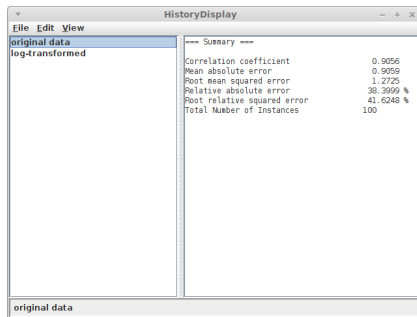 HistoryDisplay
File Edit View
original data
log-transformed
=== Summary ===
Correlation coefficient 0.9056
Mean absolute error 0.9059
Root mean squared error 1.2725
Relative absolute error 38.3999 %
Root relative squared error 41.6248 %
Total Number of Instances 100
original data